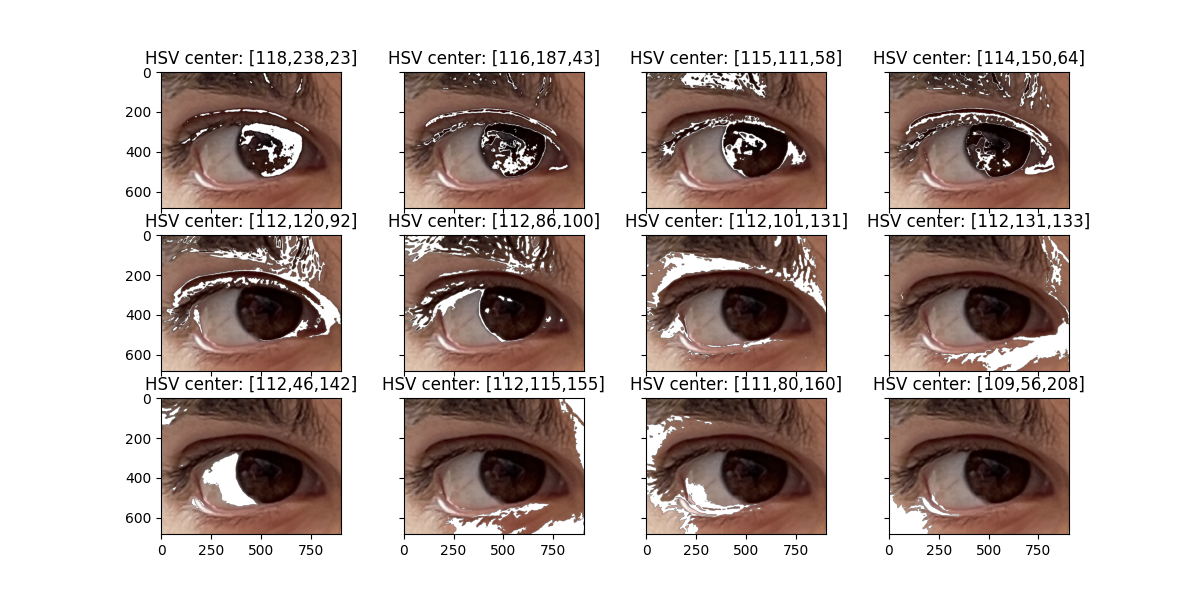 HSV center: [118,238,23]
HSV center: [116,187,43]
HSV center: [115,111,58]
HSV center: [114,150,64]
0
200
400
600
HSV center: [112,120,92]
HSV center: [112,86,100]
HSV center: [112,101,131]
HSV center: [112,131,133]
0
200
400
600
HSV center: [112,46,142]
HSV center: [112,115,155]
HSV center: [111,80,160]
HSV center: [109,56,208]
0
200
400
600
0 250 500 750
0 250 500 750
0 250 500 750
0 250 500 750